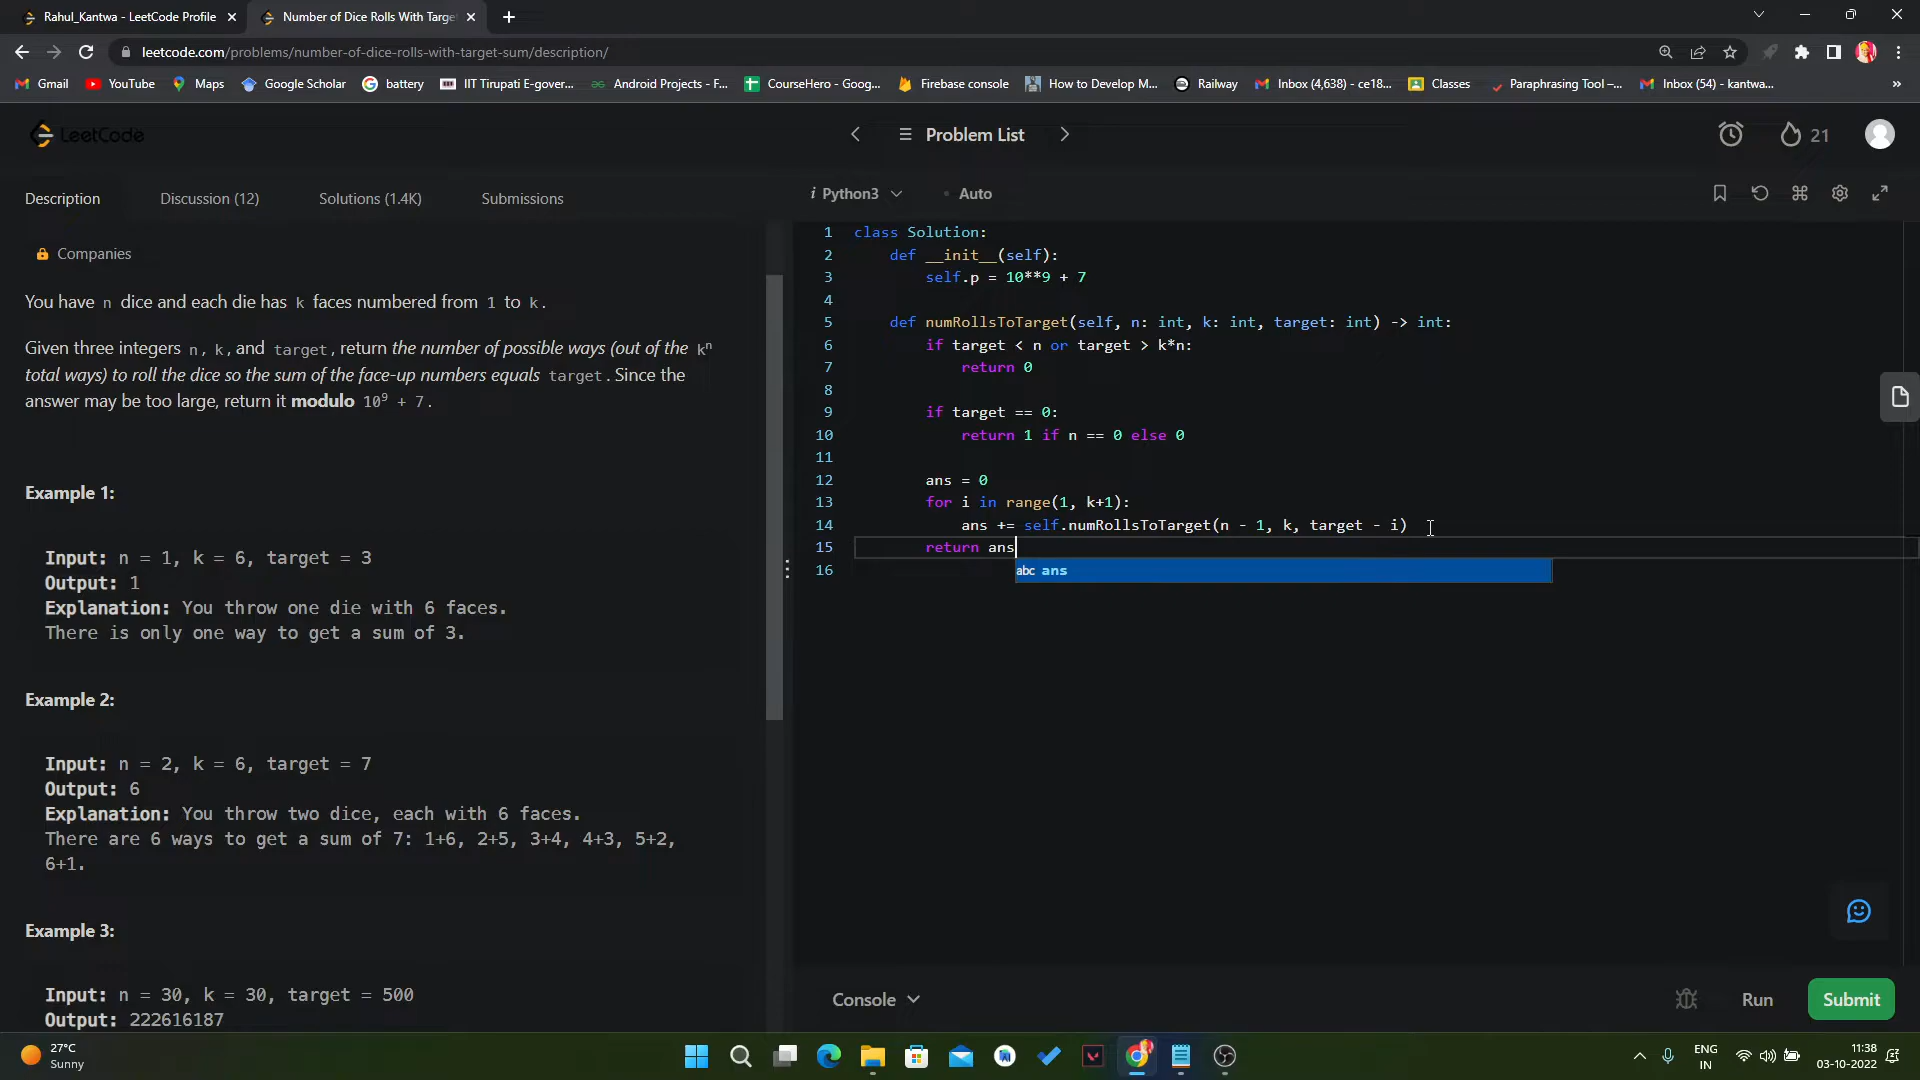 Rahul_Kantwa - LeetCode Profile
Number of Dice Rolls With Targe
leetcode.com/problems/number-of-dice-rolls-with-target-sum/description/
Gmail YouTube Maps Google Scholar battery IIT Tirupati E-gover... Android Projects - F... CourseHero - Goog... Firebase console How to Develop M... Railway Inbox (4,638) - ce18... Classes Paraphrasing Tool –... Inbox (54) - kantwa... »
LeetCode
Problem List
21
Description Discussion (12) Solutions (1.4K) Submissions
Companies
You have n dice and each die has k faces numbered from 1 to k.
Given three integers n, k, and target, return the number of possible ways (out of the kⁿ
total ways) to roll the dice so the sum of the face-up numbers equals target. Since the
answer may be too large, return it modulo 10⁹ + 7.
Example 1:
Input: n = 1, k = 6, target = 3
Output: 1
Explanation: You throw one die with 6 faces.
There is only one way to get a sum of 3.
Example 2:
Input: n = 2, k = 6, target = 7
Output: 6
Explanation: You throw two dice, each with 6 faces.
There are 6 ways to get a sum of 7: 1+6, 2+5, 3+4, 4+3, 5+2,
6+1.
Example 3:
Input: n = 30, k = 30, target = 500
Output: 222616187
i Python3 • Auto
1 class Solution:
2     def __init__(self):
3         self.p = 10**9 + 7
4
5     def numRollsToTarget(self, n: int, k: int, target: int) -> int:
6         if target < n or target > k*n:
7             return 0
8
9         if target == 0:
10             return 1 if n == 0 else 0
11
12         ans = 0
13         for i in range(1, k+1):
14             ans += self.numRollsToTarget(n - 1, k, target - i)
15         return ans
abc ans
16
Console Run Submit
27°C
Sunny
ENG
IN
11:38
03-10-2022